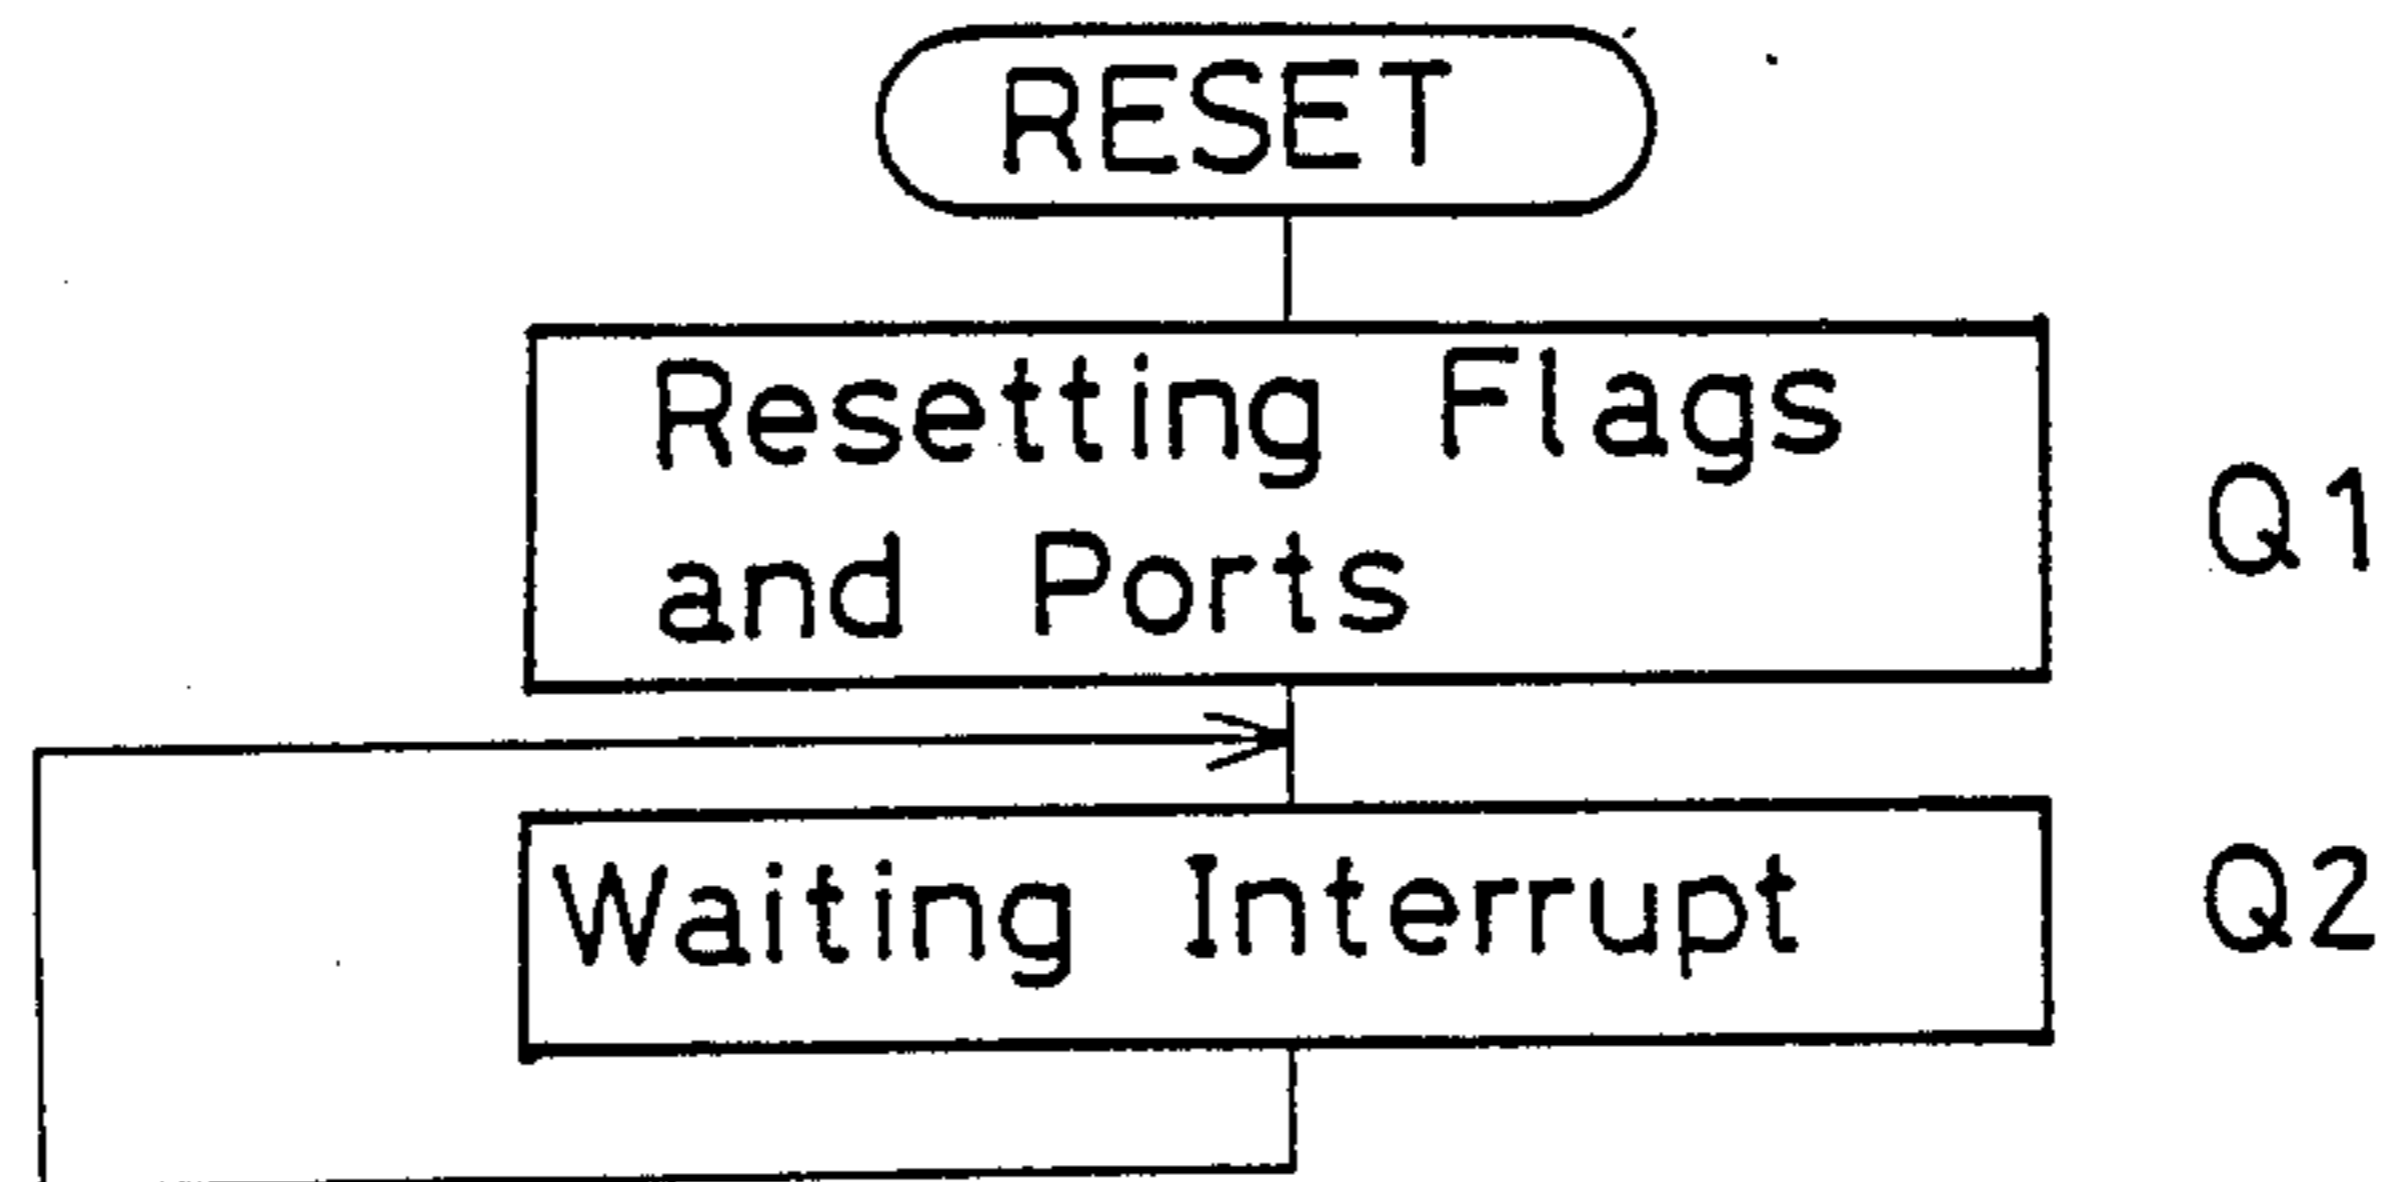 RESET
Resetting Flags
and Ports
Q1
Waiting Interrupt
Q2